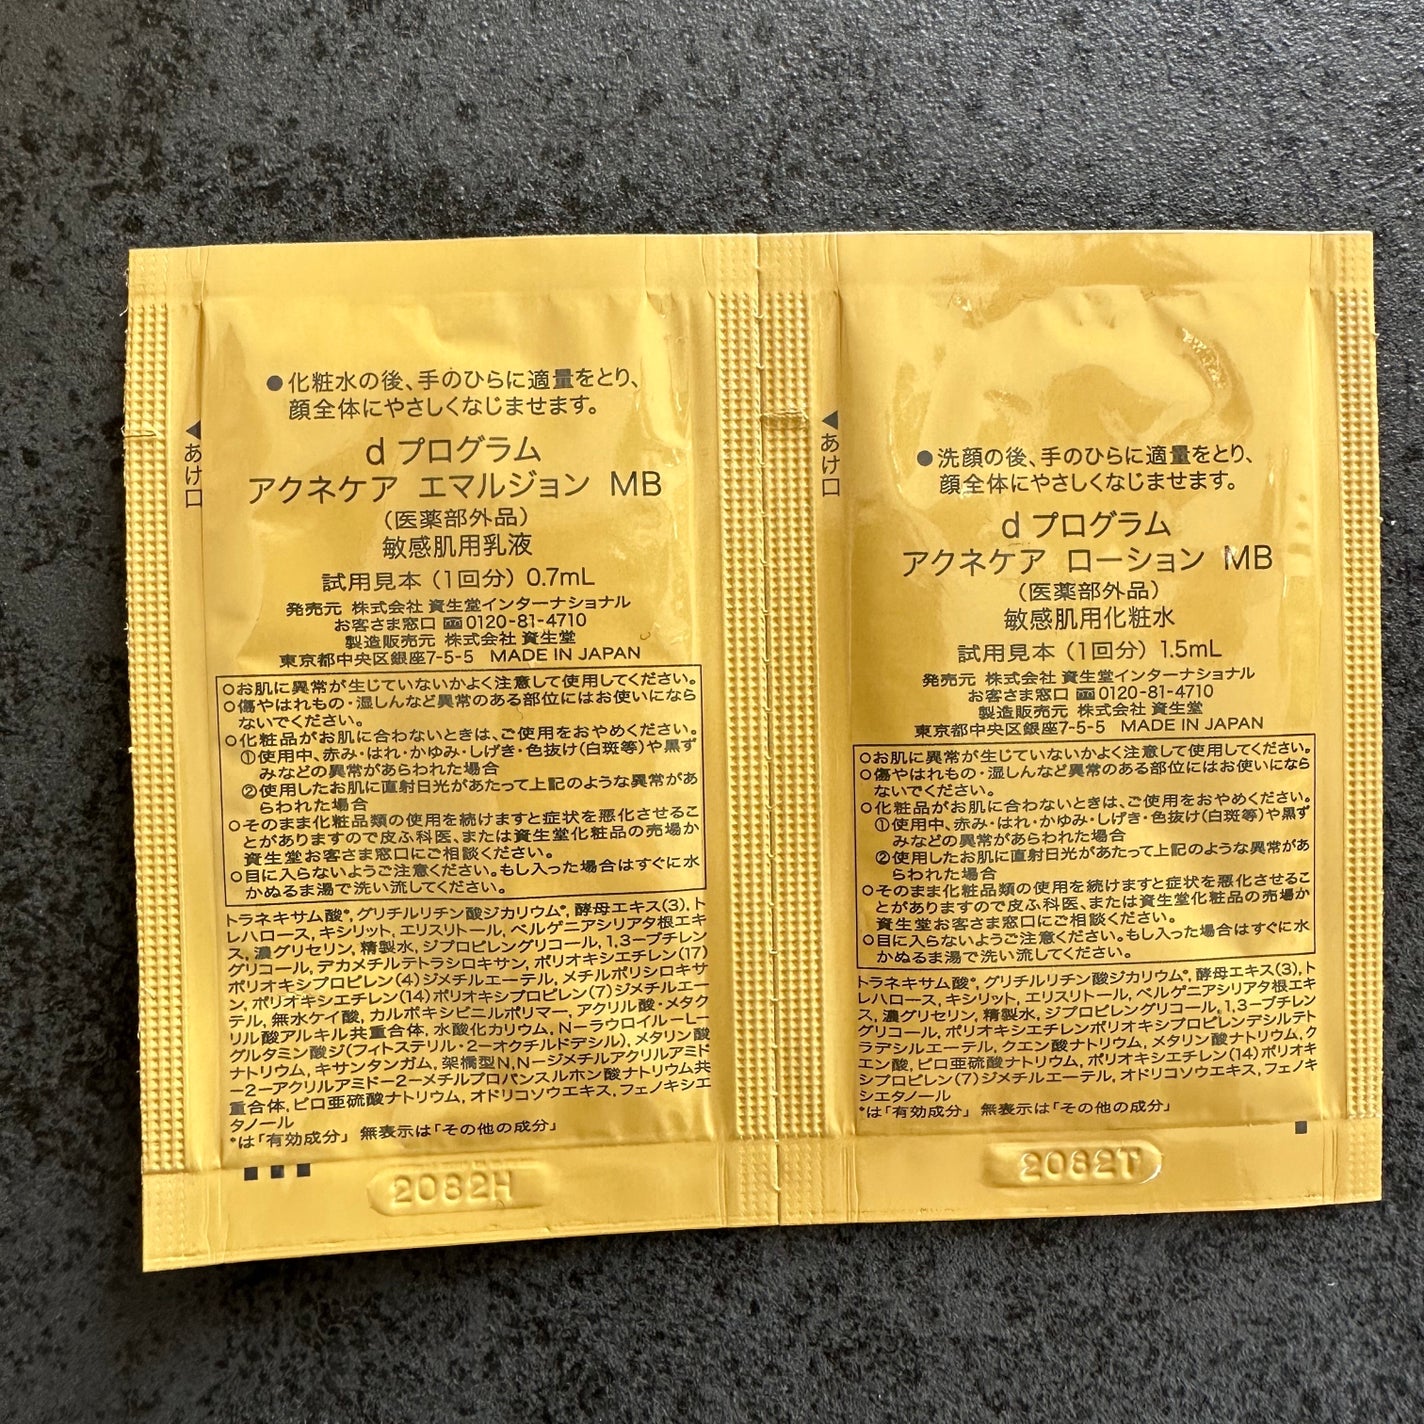 ●化粧水の後、手のひらに適量をとり、
顔全体にやさしくなじませます。
◀あけ口
d プログラム
アクネケア エマルジョン MB
（医薬部外品）
敏感肌用乳液
試用見本（1回分）0.7mL
発売元 株式会社 資生堂インターナショナル
お客さま窓口 0120-81-4710
製造販売元 株式会社 資生堂
東京都中央区銀座7-5-5 MADE IN JAPAN
○お肌に異常が生じていないかよく注意して使用してください。
○傷やはれもの・湿しんなど異常のある部位にはお使いになら
ないでください。
○化粧品がお肌に合わないときは、ご使用をおやめください。
①使用中、赤み・はれ・かゆみ・しげき・色抜け（白斑等）や黒ず
みなどの異常があらわれた場合
②使用したお肌に直射日光があたって上記のような異常があ
らわれた場合
○そのまま化粧品類の使用を続けますと症状を悪化させるこ
とがありますので皮ふ科医、または資生堂化粧品の売場か
資生堂お客さま窓口にご相談ください。
○目に入らないようご注意ください。もし入った場合はすぐに水
かぬるま湯で洗い流してください。
トラネキサム酸*, グリチルリチン酸ジカリウム*, 酵母エキス(3), ト
レハロース, キシリット, エリスリトール, ベルゲニアシリアタ根エキ
ス, 濃グリセリン, 精製水, ジプロピレングリコール, 1,3−ブチレン
グリコール, デカメチルテトラシロキサン, ポリオキシエチレン(17)
ポリオキシプロピレン(4)ジメチルエーテル, メチルポリシロキサ
ン, ポリオキシエチレン(14)ポリオキシプロピレン(7)ジメチルエー
テル, 無水ケイ酸, カルボキシビニルポリマー, アクリル酸・メタク
リル酸アルキル共重合体, 水酸化カリウム, N−ラウロイル−L−
グルタミン酸ジ(フィトステリル・2−オクチルドデシル), メタリン酸
ナトリウム, キサンタンガム, 架橋型N,N−ジメチルアクリルアミド
−2−アクリルアミド−2−メチルプロパンスルホン酸ナトリウム共
重合体, ピロ亜硫酸ナトリウム, オドリコソウエキス, フェノキシエ
タノール
*は「有効成分」 無表示は「その他の成分」
2082H
●洗顔の後、手のひらに適量をとり、
顔全体にやさしくなじませます。
◀あけ口
d プログラム
アクネケア ローション MB
（医薬部外品）
敏感肌用化粧水
試用見本（1回分）1.5mL
発売元 株式会社 資生堂インターナショナル
お客さま窓口 0120-81-4710
製造販売元 株式会社 資生堂
東京都中央区銀座7-5-5 MADE IN JAPAN
○お肌に異常が生じていないかよく注意して使用してください。
○傷やはれもの・湿しんなど異常のある部位にはお使いになら
ないでください。
○化粧品がお肌に合わないときは、ご使用をおやめください。
①使用中、赤み・はれ・かゆみ・しげき・色抜け（白斑等）や黒ず
みなどの異常があらわれた場合
②使用したお肌に直射日光があたって上記のような異常があ
らわれた場合
○そのまま化粧品類の使用を続けますと症状を悪化させるこ
とがありますので皮ふ科医、または資生堂化粧品の売場か
資生堂お客さま窓口にご相談ください。
○目に入らないようご注意ください。もし入った場合はすぐに水
かぬるま湯で洗い流してください。
トラネキサム酸*, グリチルリチン酸ジカリウム*, 酵母エキス(3), ト
レハロース, キシリット, エリスリトール, ベルゲニアシリアタ根エキ
ス, 濃グリセリン, 精製水, ジプロピレングリコール, 1,3−ブチレン
グリコール, ポリオキシエチレンポリオキシプロピレンデシルテト
ラデシルエーテル, クエン酸ナトリウム, メタリン酸ナトリウム, ク
エン酸, ピロ亜硫酸ナトリウム, ポリオキシエチレン(14)ポリオキ
シプロピレン(7)ジメチルエーテル, オドリコソウエキス, フェノキ
シエタノール
*は「有効成分」 無表示は「その他の成分」
2082T